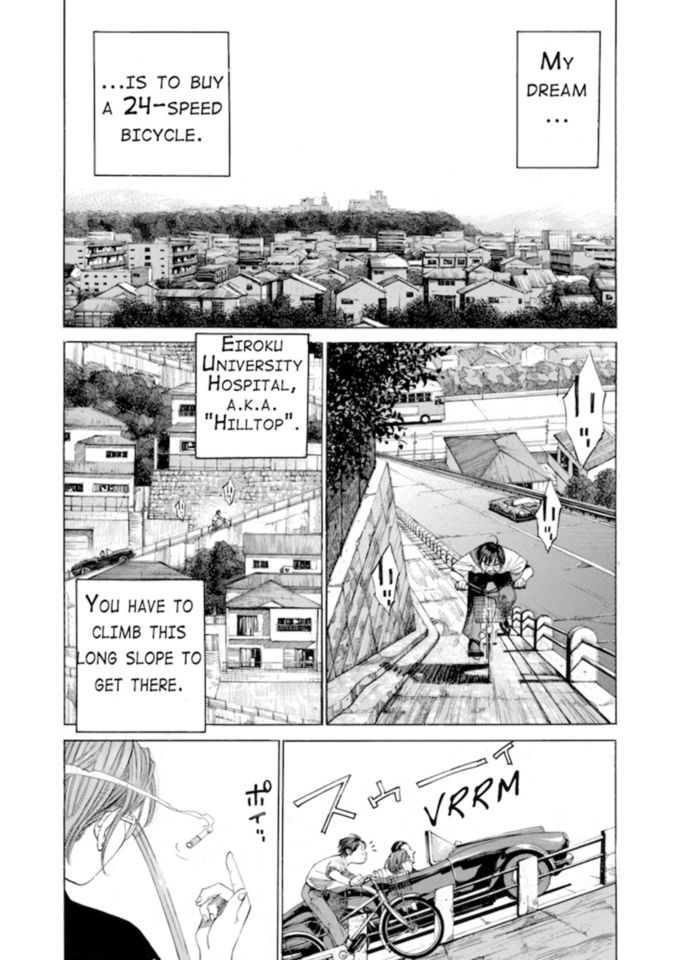 My
DREAM
...
...IS TO BUY
A 24-SPEED
BICYCLE.
EIROKU
UNIVERSITY
HOSPITAL,
A.K.A.
"HILLTOP".
YOU HAVE TO
CLIMB THIS
LONG SLOPE TO
GET THERE.
ポイ
スゥーーイ
VRRM